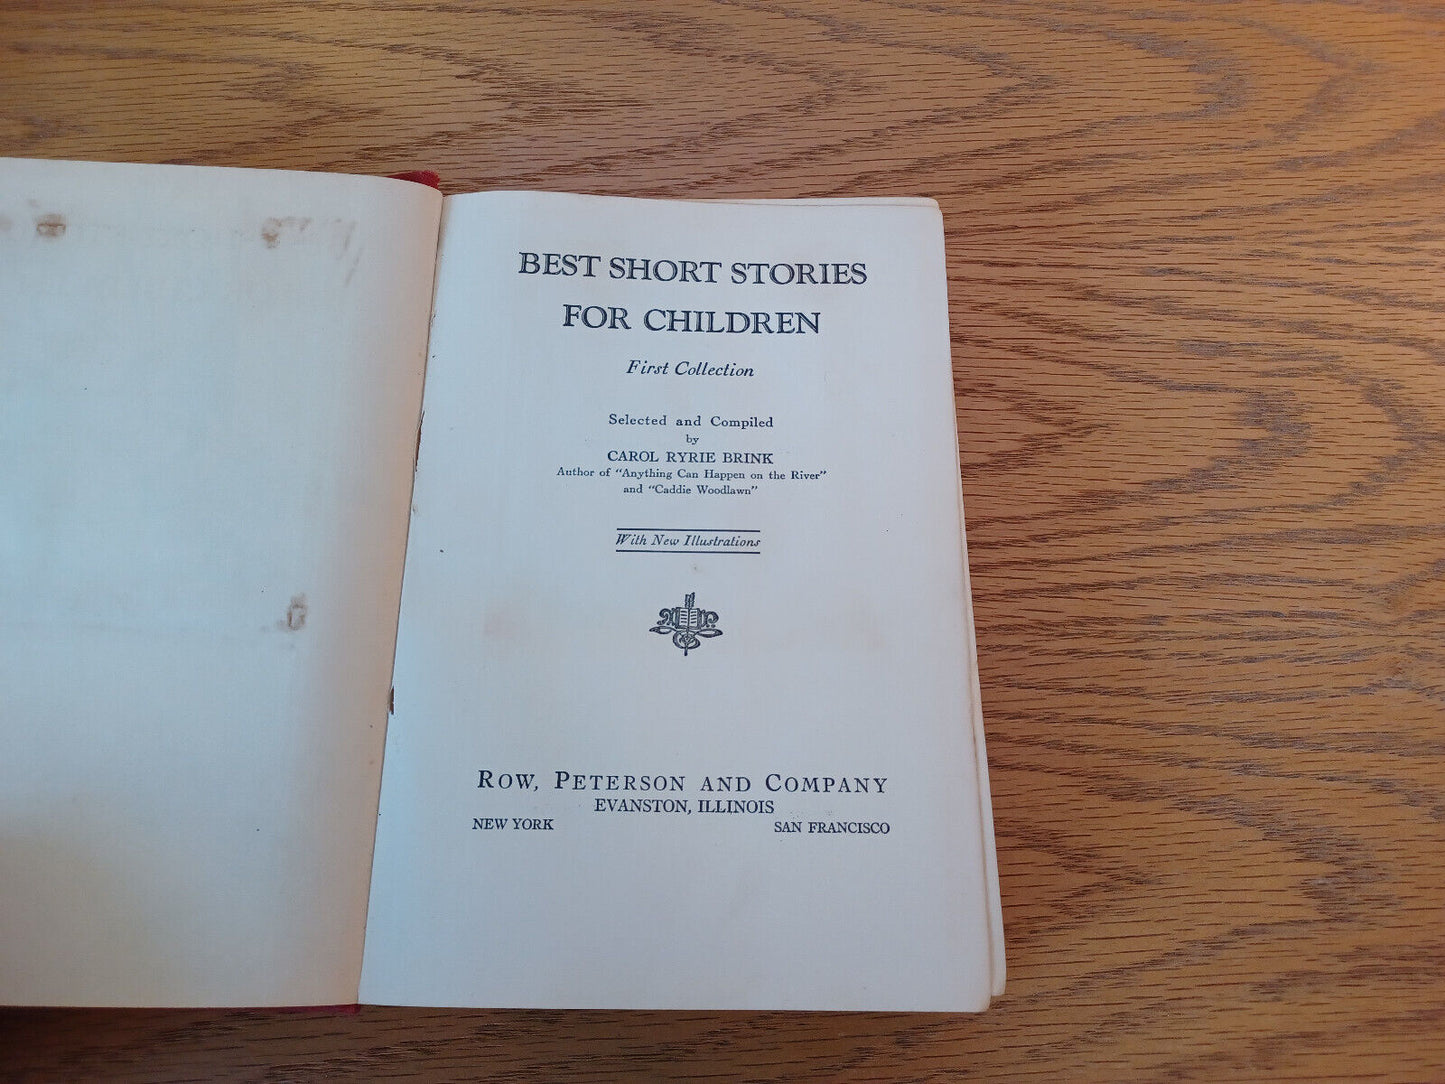 BEST SHORT STORIES
FOR CHILDREN
First Collection
Selected and Compiled
by
CAROL RYRIE BRINK
Author of "Anything Can Happen on the River"
and "Caddie Woodlawn"
With New Illustrations
ROW, PETERSON AND COMPANY
EVANSTON, ILLINOIS
NEW YORK SAN FRANCISCO